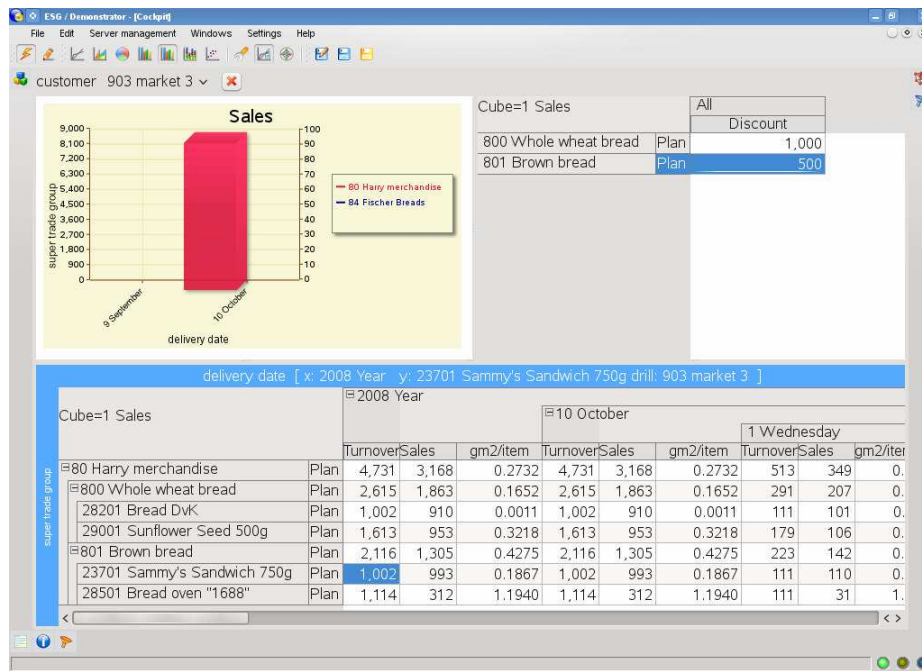 ESG / Demonstrator - [Cockpit]
File Edit Server management Windows Settings Help
customer 903 market 3
Sales
9,000
8,100
7,200
6,300
5,400
4,500
3,600
2,700
1,800
900
0
100
90
80
70
60
50
40
30
20
10
0
super trade group
9 September
10 October
delivery date
80 Harry merchandise
84 Fischer Breads
Cube=1 Sales All
Discount
800 Whole wheat bread Plan 1,000
801 Brown bread Plan 500
delivery date [ x: 2008 Year y: 23701 Sammy's Sandwich 750g drill: 903 market 3 ]
super trade group
Cube=1 Sales
2008 Year
10 October
1 Wednesday
Turnover Sales gm2/item Turnover Sales gm2/item Turnover Sales gm2/iter
80 Harry merchandise Plan 4,731 3,168 0.2732 4,731 3,168 0.2732 513 349 0.
800 Whole wheat bread Plan 2,615 1,863 0.1652 2,615 1,863 0.1652 291 207 0.
28201 Bread DvK Plan 1,002 910 0.0011 1,002 910 0.0011 111 101 0.
29001 Sunflower Seed 500g Plan 1,613 953 0.3218 1,613 953 0.3218 179 106 0.
801 Brown bread Plan 2,116 1,305 0.4275 2,116 1,305 0.4275 223 142 0.
23701 Sammy's Sandwich 750g Plan 1,002 993 0.1867 1,002 993 0.1867 111 110 0.
28501 Bread oven "1688" Plan 1,114 312 1.1940 1,114 312 1.1940 111 31 1.